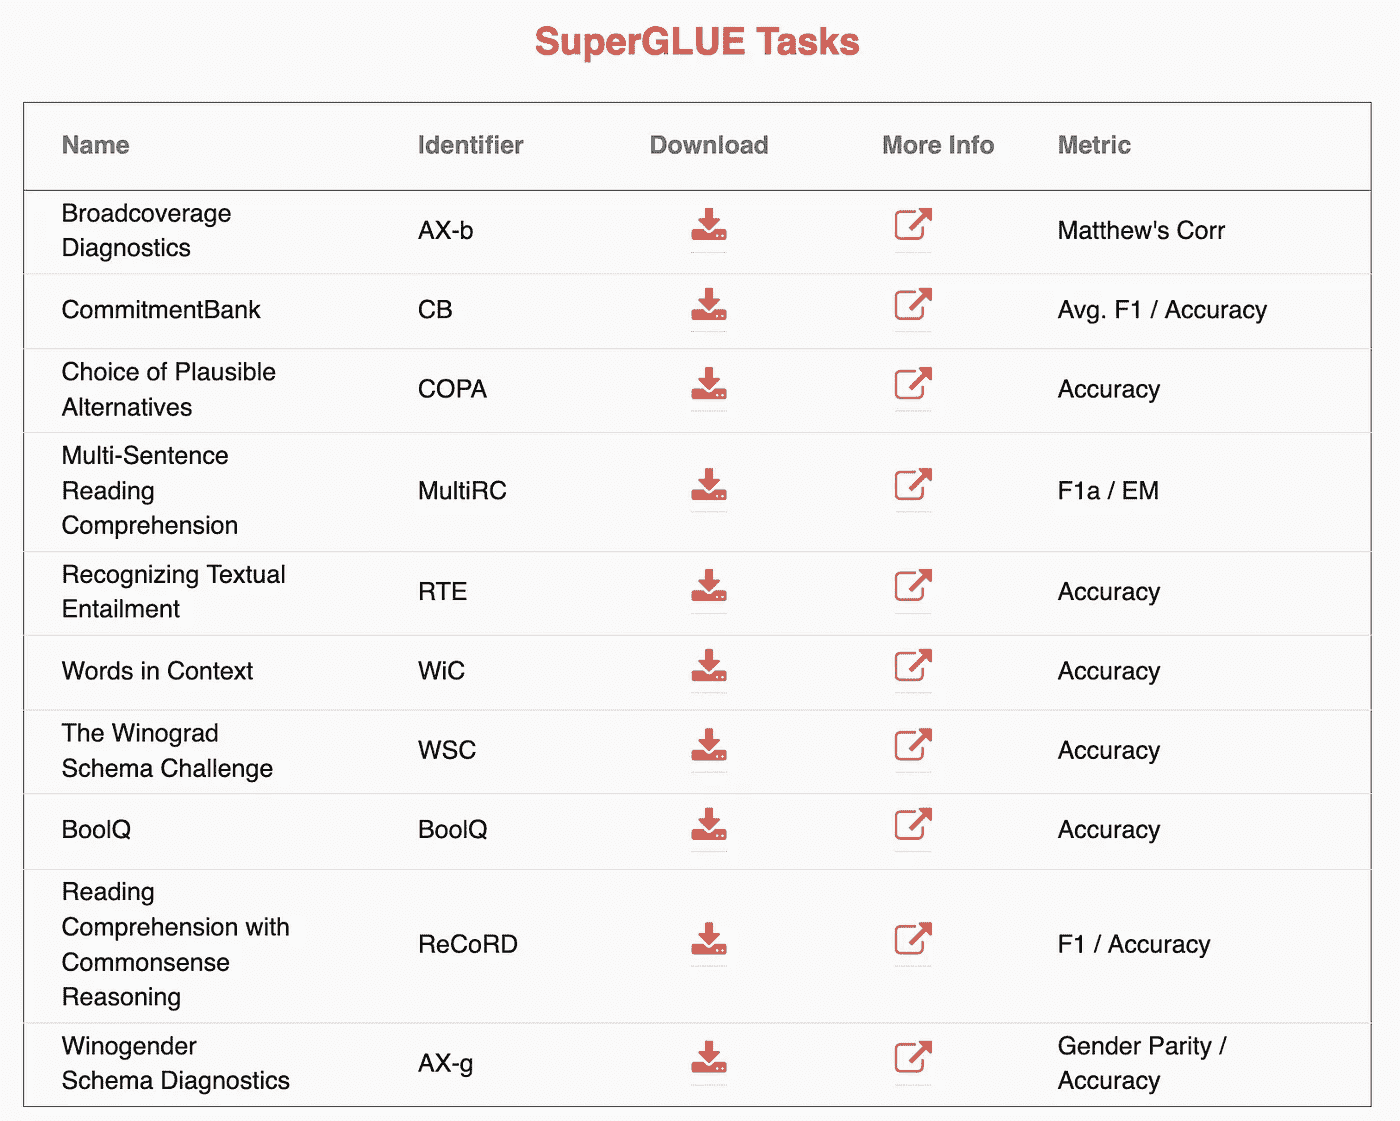 SuperGLUE Tasks
Name Identifier Download More Info Metric
Broadcoverage
Diagnostics
AX-b
Matthew's Corr
CommitmentBank CB Avg. F1 / Accuracy
Choice of Plausible
Alternatives
COPA
Accuracy
Multi-Sentence
Reading
Comprehension
MultiRC
F1a / EM
Recognizing Textual
Entailment
RTE
Accuracy
Words in Context WiC Accuracy
The Winograd
Schema Challenge
WSC
Accuracy
BoolQ BoolQ Accuracy
Reading
Comprehension with
Commonsense
Reasoning
ReCoRD
F1 / Accuracy
Winogender
Schema Diagnostics
AX-g
Gender Parity /
Accuracy